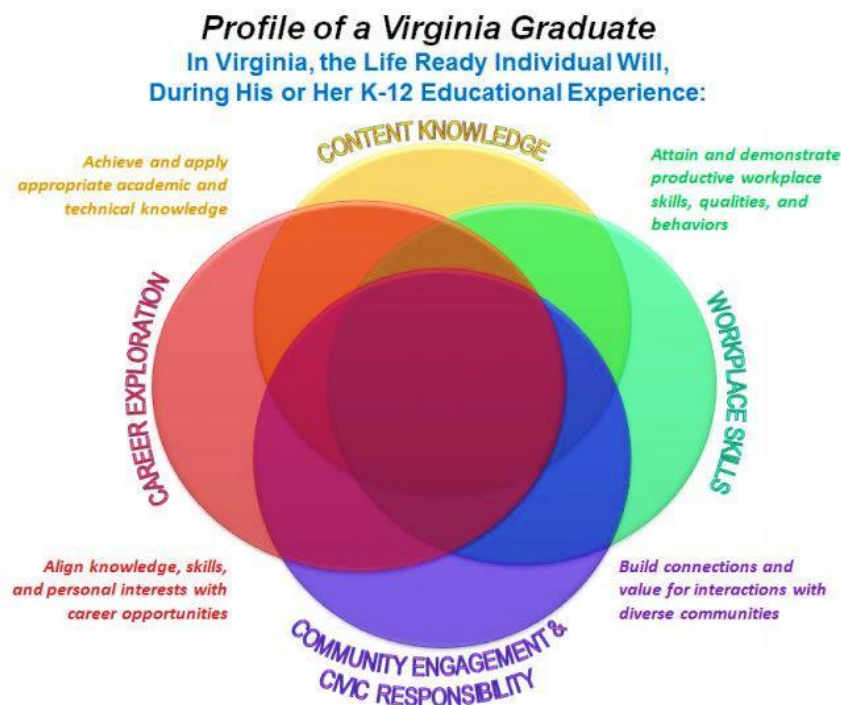 Profile of a Virginia Graduate
In Virginia, the Life Ready Individual Will,
During His or Her K-12 Educational Experience:
CONTENT KNOWLEDGE
Achieve and apply
appropriate academic and
technical knowledge
Attain and demonstrate
productive workplace
skills, qualities, and
behaviors
CAREER EXPLORATION
WORKPLACE SKILLS
Align knowledge, skills,
and personal interests with
career opportunities
Build connections and
value for interactions with
diverse communities
COMMUNITY ENGAGEMENT &
CIVIC RESPONSIBILITY